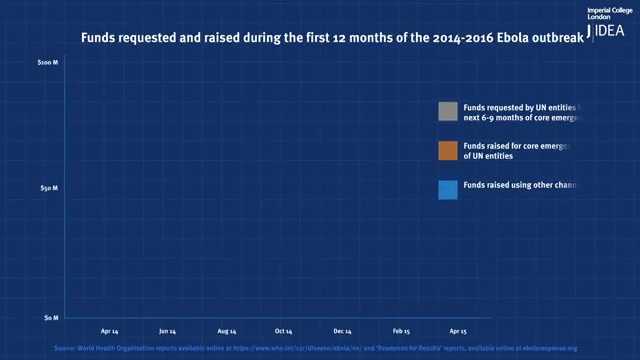 Imperial College
London
J IDEA
Funds requested and raised during the first 12 months of the 2014-2016 Ebola outbreak
$100 M
Funds requested by UN entities
next 6-9 months of core emerge
Funds raised for core emerge
of UN entities
Funds raised using other chann
$50 M
$0 M
Apr 14 Jun 14 Aug 14 Oct 14 Dec 14 Feb 15 Apr 15
Source: World Health Organisation reports available online at https://www.who.int/csr/disease/ebola/en/ and 'Resources for Results' reports, available online at ebolaresponse.org